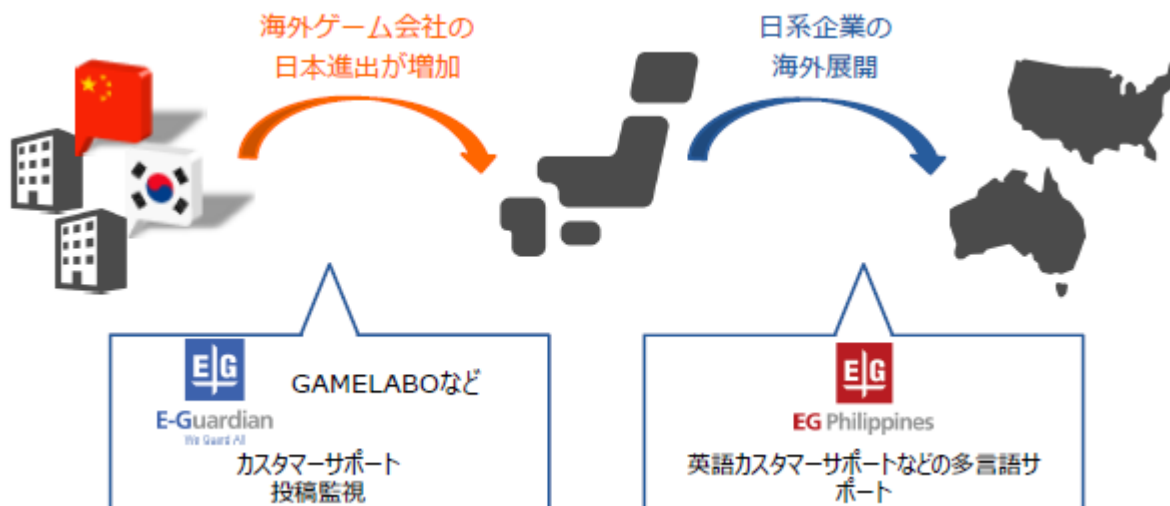 海外ゲーム会社の
日本進出が増加
日系企業の
海外展開
EG
GAMELABOなど
E-Guardian
We Guard All
カスタマーサポート
投稿監視
EG
EG Philippines
英語カスタマーサポートなどの多言語サ
ポート